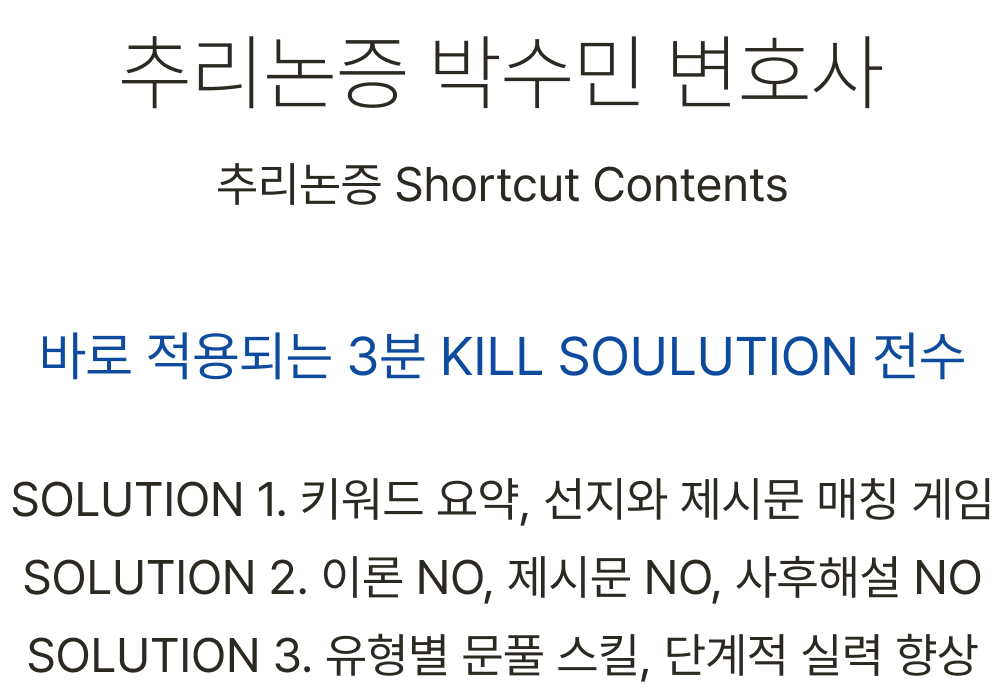 추리논증 박수민 변호사
추리논증 Shortcut Contents
바로 적용되는 3분 KILL SOULUTION 전수
SOLUTION 1. 키워드 요약, 선지와 제시문 매칭 게임
SOLUTION 2. 이론 NO, 제시문 NO, 사후해설 NO
SOLUTION 3. 유형별 문풀 스킬, 단계적 실력 향상